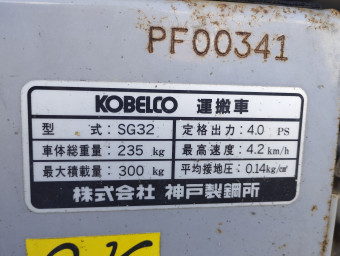 PF00341
KOBELCO 運搬車
型式：SG32 定格出力：4.0 PS
車体総重量：235 kg 最高速度：4.2 km/h
最大積載量：300 kg 平均接地圧：0.14kg/cm²
株式会社 神戸製鋼所